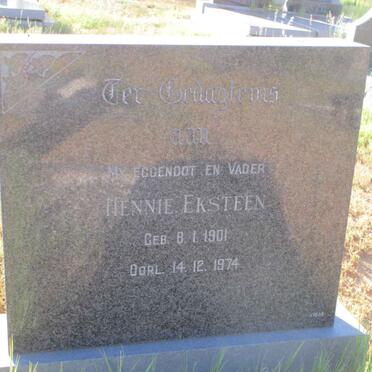 Ter Gedagtenis
aan
MY EGGENOOT EN VADER
HENNIE EKSTEEN
GEB. 8.1.1901
OORL. 14.12.1974